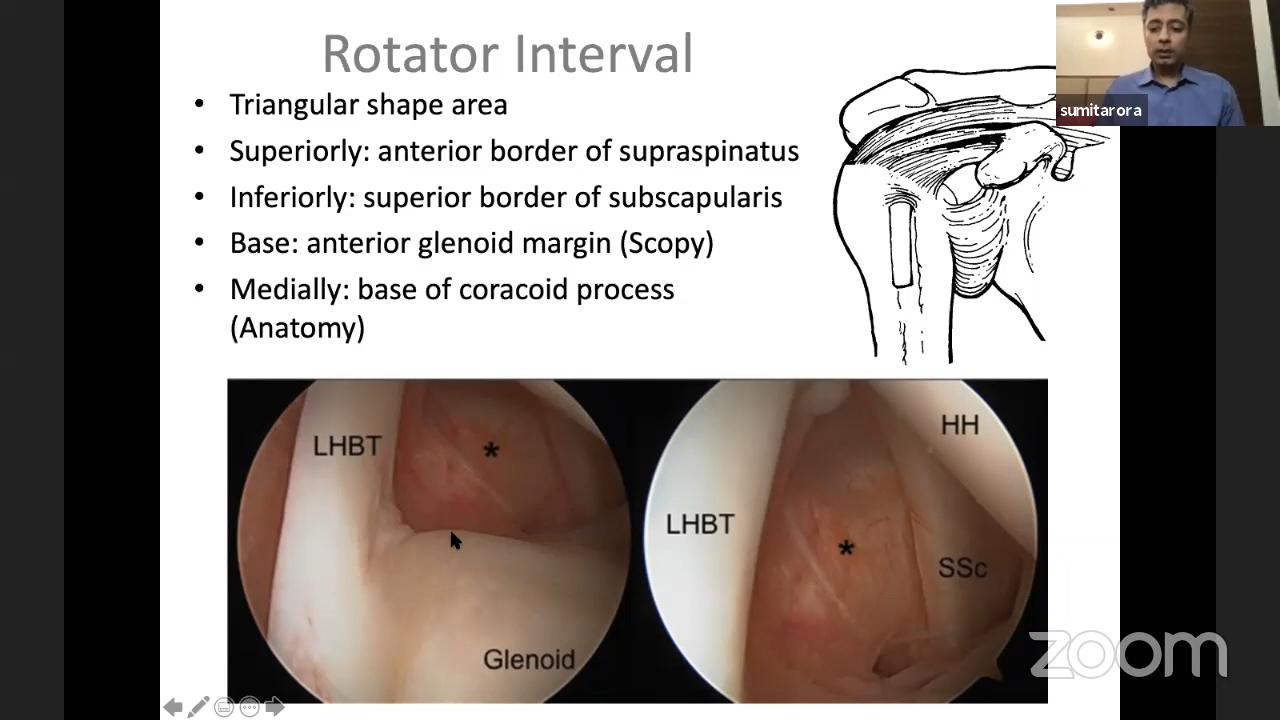 Rotator Interval
• Triangular shape area
• Superiorly: anterior border of supraspinatus
• Inferiorly: superior border of subscapularis
• Base: anterior glenoid margin (Scopy)
• Medially: base of coracoid process
(Anatomy)
sumitarora
LHBT
*
Glenoid
HH
LHBT
*
SSc
zoom